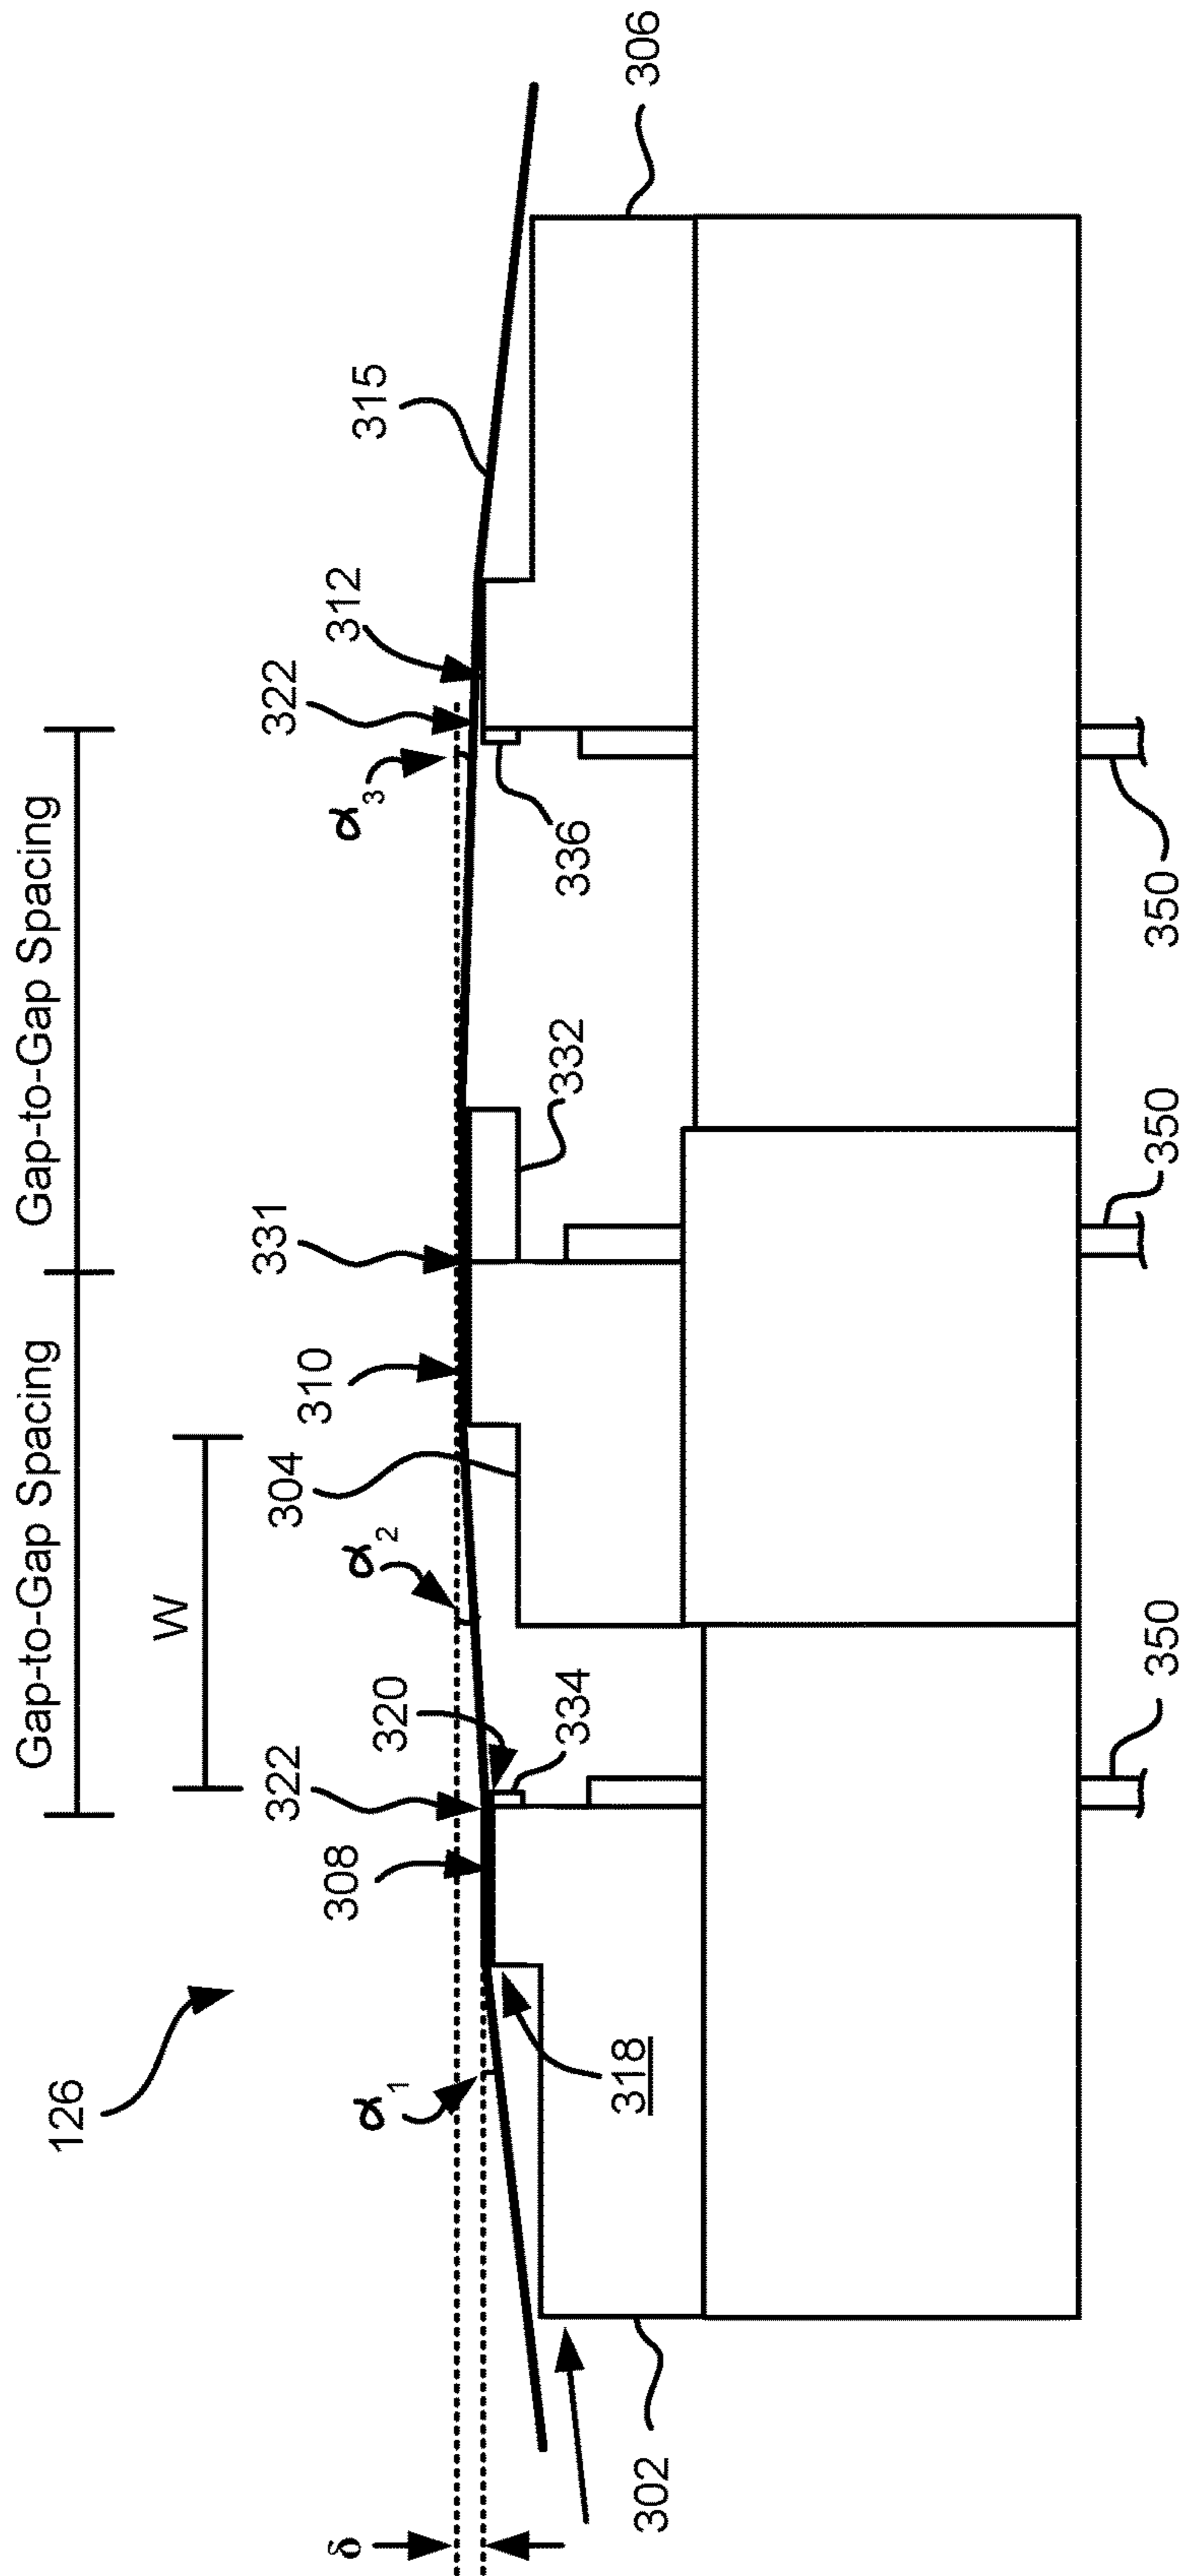 Gap-to-Gap Spacing
Gap-to-Gap Spacing
W
126
δ
α1
308
322
320
α2
304
310
331
322
312
315
α3
334
332
336
318
302
306
350
350
350